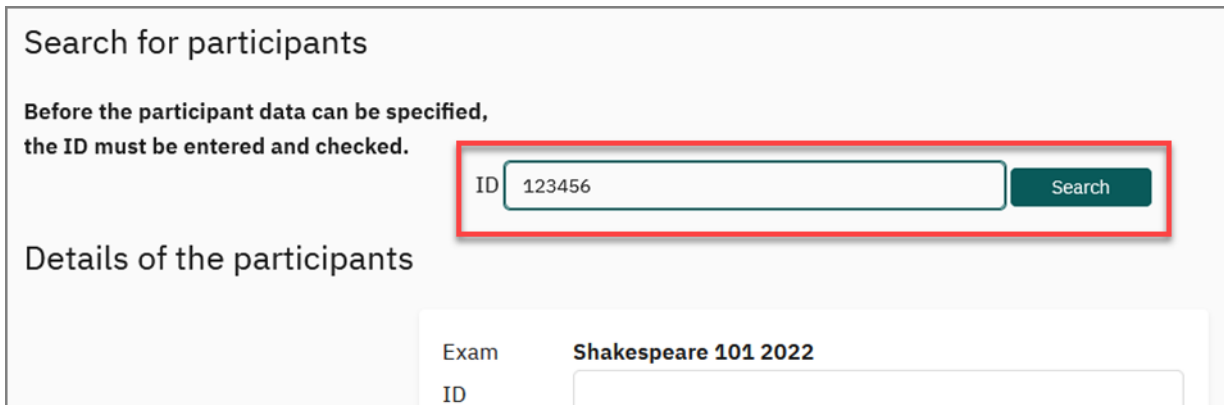 Search for participants
Before the participant data can be specified,
the ID must be entered and checked.
ID 123456 Search
Details of the participants
Exam Shakespeare 101 2022
ID